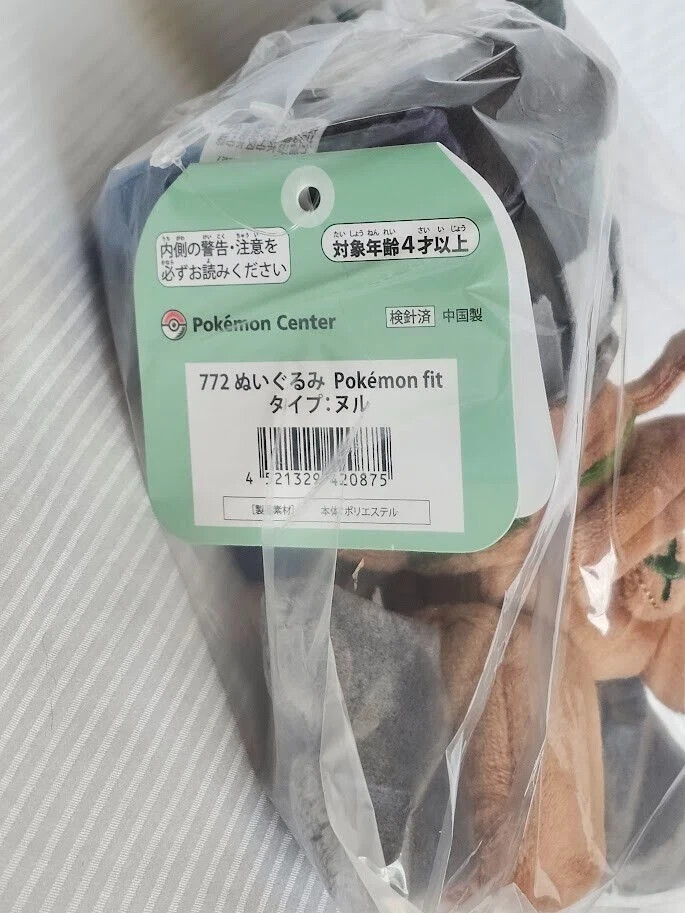 内側の警告・注意を
必ずお読みください
対象年齢4才以上
Pokémon Center
検針済 中国製
772 ぬいぐるみ Pokémon fit
タイプ：ヌル
4 521329 420875
本体：ポリエステル